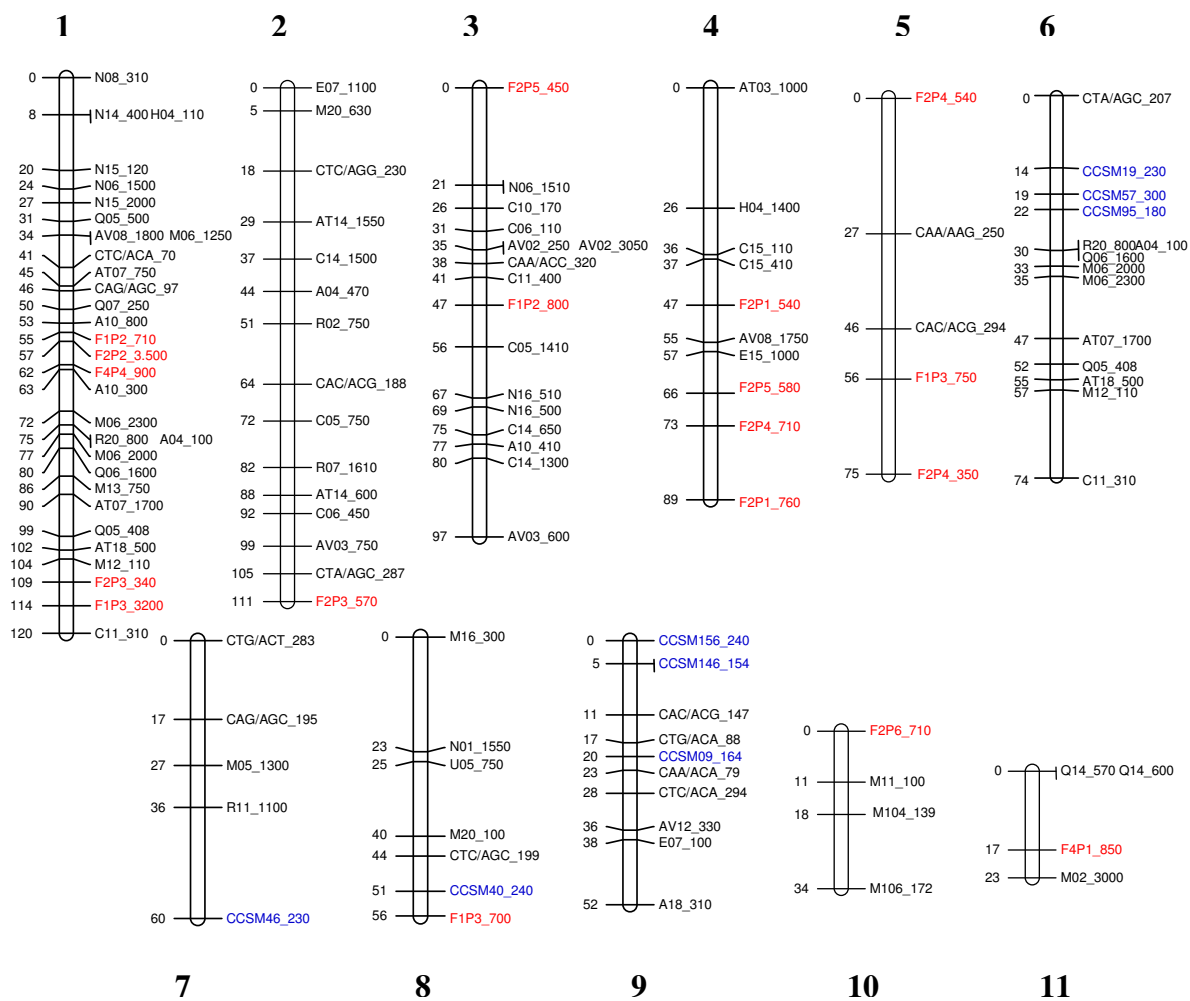 1 2 3 4 5 6
0 N08_310
8 N14_400 H04_110
20 N15_120
24 N06_1500
27 N15_2000
31 Q05_500
34 AV08_1800 M06_1250
41 CTC/ACA_70
45 AT07_750
46 CAG/AGC_97
50 Q07_250
53 A10_800
55 F1P2_710
57 F2P2_3.500
62 F4P4_900
63 A10_300
72 M06_2300
75 R20_800 A04_100
77 M06_2000
80 Q06_1600
86 M13_750
90 AT07_1700
99 Q05_408
102 AT18_500
104 M12_110
109 F2P3_340
114 F1P3_3200
120 C11_310
0 E07_1100
5 M20_630
18 CTC/AGG_230
29 AT14_1550
37 C14_1500
44 A04_470
51 R02_750
64 CAC/ACG_188
72 C05_750
82 R07_1610
88 AT14_600
92 C06_450
99 AV03_750
105 CTA/AGC_287
111 F2P3_570
0 F2P5_450
21 N06_1510
26 C10_170
31 C06_110
35 AV02_250 AV02_3050
38 CAA/ACC_320
41 C11_400
47 F1P2_800
56 C05_1410
67 N16_510
69 N16_500
75 C14_650
77 A10_410
80 C14_1300
97 AV03_600
0 AT03_1000
26 H04_1400
36 C15_110
37 C15_410
47 F2P1_540
55 AV08_1750
57 E15_1000
66 F2P5_580
73 F2P4_710
89 F2P1_760
0 F2P4_540
27 CAA/AAG_250
46 CAC/ACG_294
56 F1P3_750
75 F2P4_350
0 CTA/AGC_207
14 CCSM19_230
19 CCSM57_300
22 CCSM95_180
30 R20_800 A04_100
Q06_1600
33 M06_2000
35 M06_2300
47 AT07_1700
52 Q05_408
55 AT18_500
57 M12_110
74 C11_310
0 CTG/ACT_283
17 CAG/AGC_195
27 M05_1300
36 R11_1100
60 CCSM46_230
0 M16_300
23 N01_1550
25 U05_750
40 M20_100
44 CTC/AGC_199
51 CCSM40_240
56 F1P3_700
0 CCSM156_240
5 CCSM146_154
11 CAC/ACG_147
17 CTG/ACA_88
20 CCSM09_164
23 CAA/ACA_79
28 CTC/ACA_294
36 AV12_330
38 E07_100
52 A18_310
0 F2P6_710
11 M11_100
18 M104_139
34 M106_172
0 Q14_570 Q14_600
17 F4P1_850
23 M02_3000
7 8 9 10 11